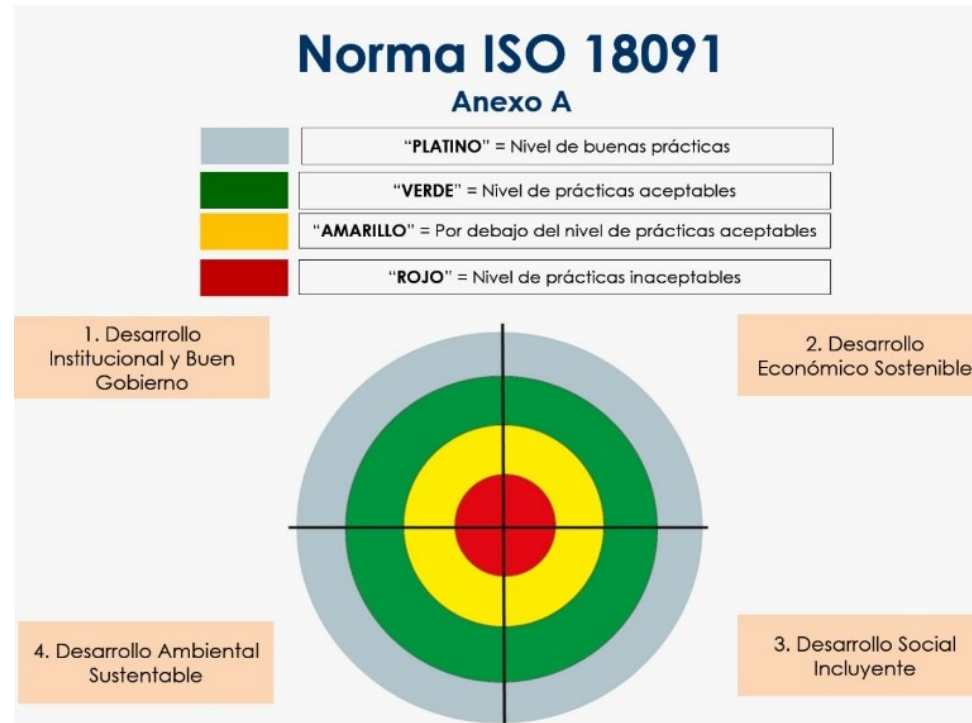 Norma ISO 18091
Anexo A
“PLATINO” = Nivel de buenas prácticas
“VERDE” = Nivel de prácticas aceptables
“AMARILLO” = Por debajo del nivel de prácticas aceptables
“ROJO” = Nivel de prácticas inaceptables
1. Desarrollo
Institucional y Buen
Gobierno
2. Desarrollo
Económico Sostenible
4. Desarrollo Ambiental
Sustentable
3. Desarrollo Social
Incluyente